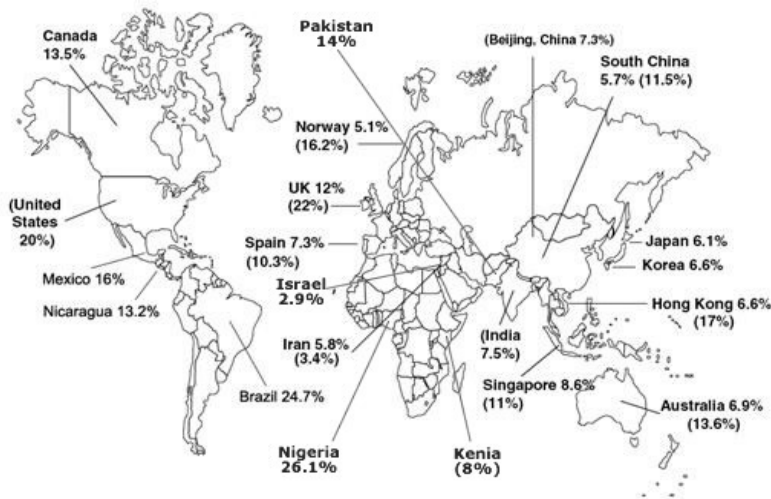 Canada
13.5%
Pakistan
14%
(Beijing, China 7.3%)
South China
5.7% (11.5%)
Norway 5.1%
(16.2%)
UK 12%
(22%)
(United
States
20%)
Spain 7.3%
(10.3%)
Japan 6.1%
Korea 6.6%
Mexico 16%
Israel
2.9%
Nicaragua 13.2%
Hong Kong 6.6%
(17%)
Iran 5.8%
(3.4%)
(India
7.5%)
Singapore 8.6%
(11%)
Brazil 24.7%
Australia 6.9%
(13.6%)
Nigeria
26.1%
Kenia
(8%)